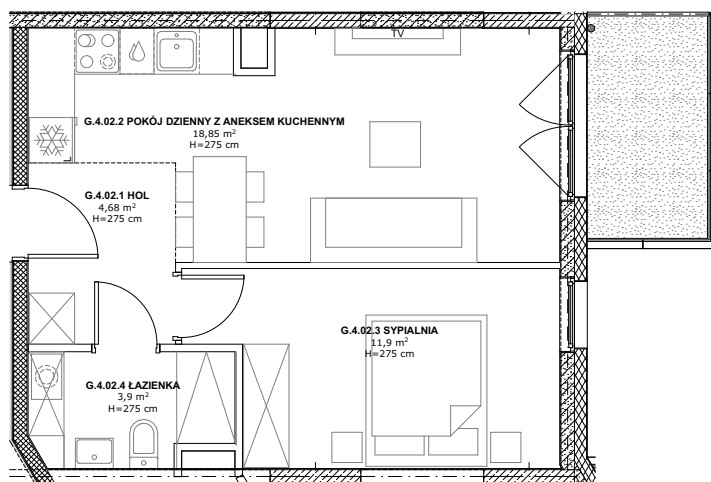 TV
G.4.02.2 POKÓJ DZIENNY Z ANEKSEM KUCHENNYM
18,85 m²
H=275 cm
G.4.02.1 HOL
4,68 m²
H=275 cm
G.4.02.3 SYPIALNIA
11,9 m²
H=275 cm
G.4.02.4 ŁAZIENKA
3,9 m²
H=275 cm